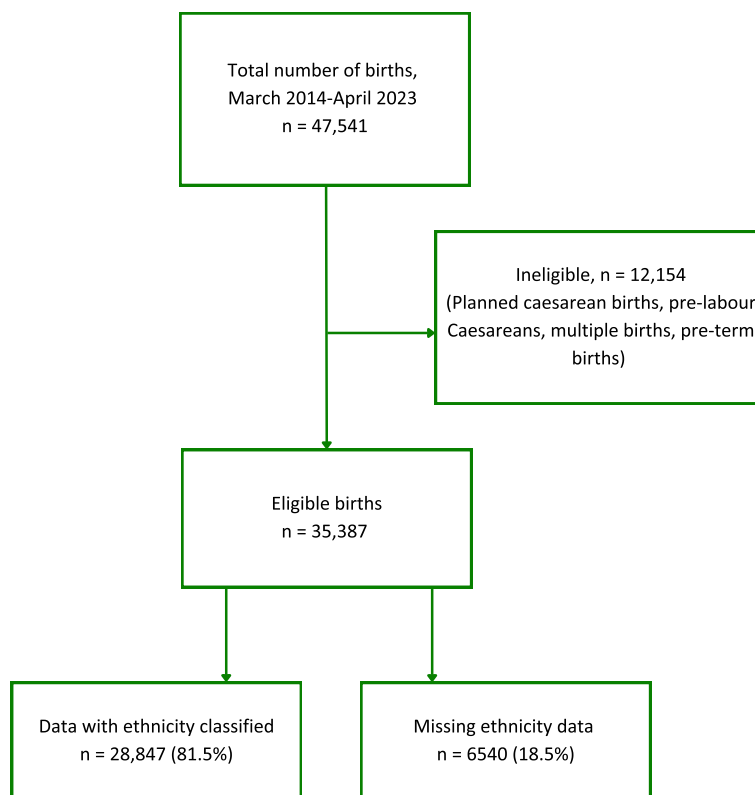 Total number of births,
March 2014-April 2023
n = 47,541
Ineligible, n = 12,154
(Planned caesarean births, pre-labour
Caesareans, multiple births, pre-term
births)
Eligible births
n = 35,387
Data with ethnicity classified
n = 28,847 (81.5%)
Missing ethnicity data
n = 6540 (18.5%)